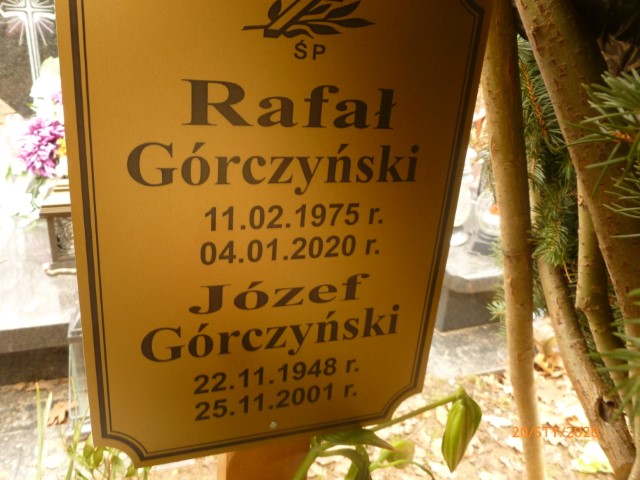 ŚP
Rafał
Górczyński
11.02.1975 r.
04.01.2020 r.
Józef
Górczyński
22.11.1948 r.
25.11.2001 r.